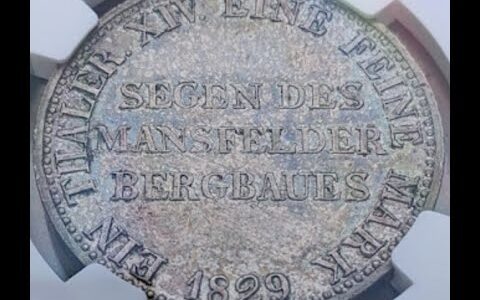 EIN THALER. XIV. EINE FEINE MARK
SEGEN DES
MANSFELDER
BERGBAUES
1829